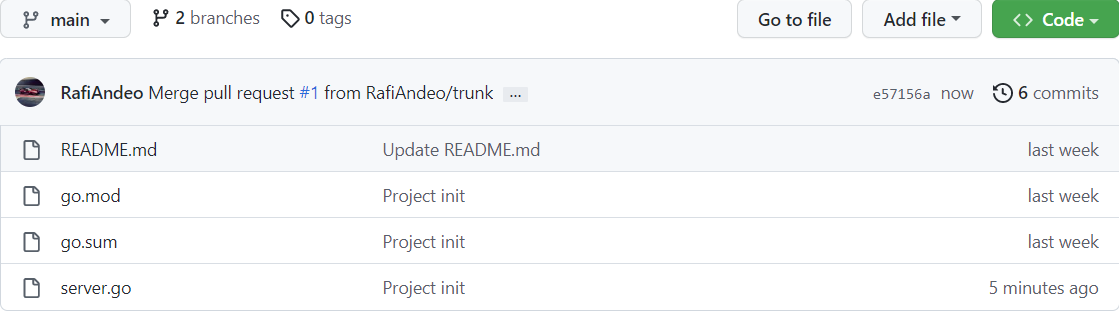 main 2 branches 0 tags Go to file Add file Code
RafiAndeo Merge pull request #1 from RafiAndeo/trunk ... e57156a now 6 commits
README.md Update README.md last week
go.mod Project init last week
go.sum Project init last week
server.go Project init 5 minutes ago